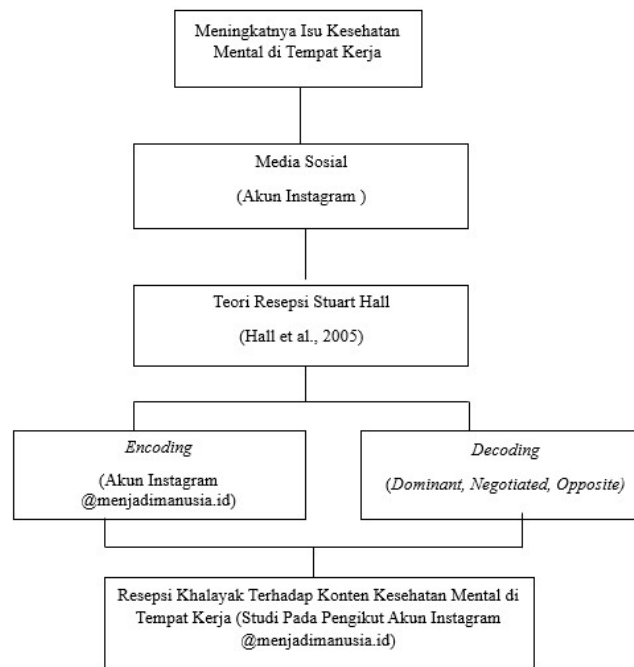 Meningkatnya Isu Kesehatan
Mental di Tempat Kerja
Media Sosial
(Akun Instagram )
Teori Resepsi Stuart Hall
(Hall et al., 2005)
Encoding
(Akun Instagram
@menjadimanusia.id)
Decoding
(Dominant, Negotiated, Opposite)
Resepsi Khalayak Terhadap Konten Kesehatan Mental di
Tempat Kerja (Studi Pada Pengikut Akun Instagram
@menjadimanusia.id)